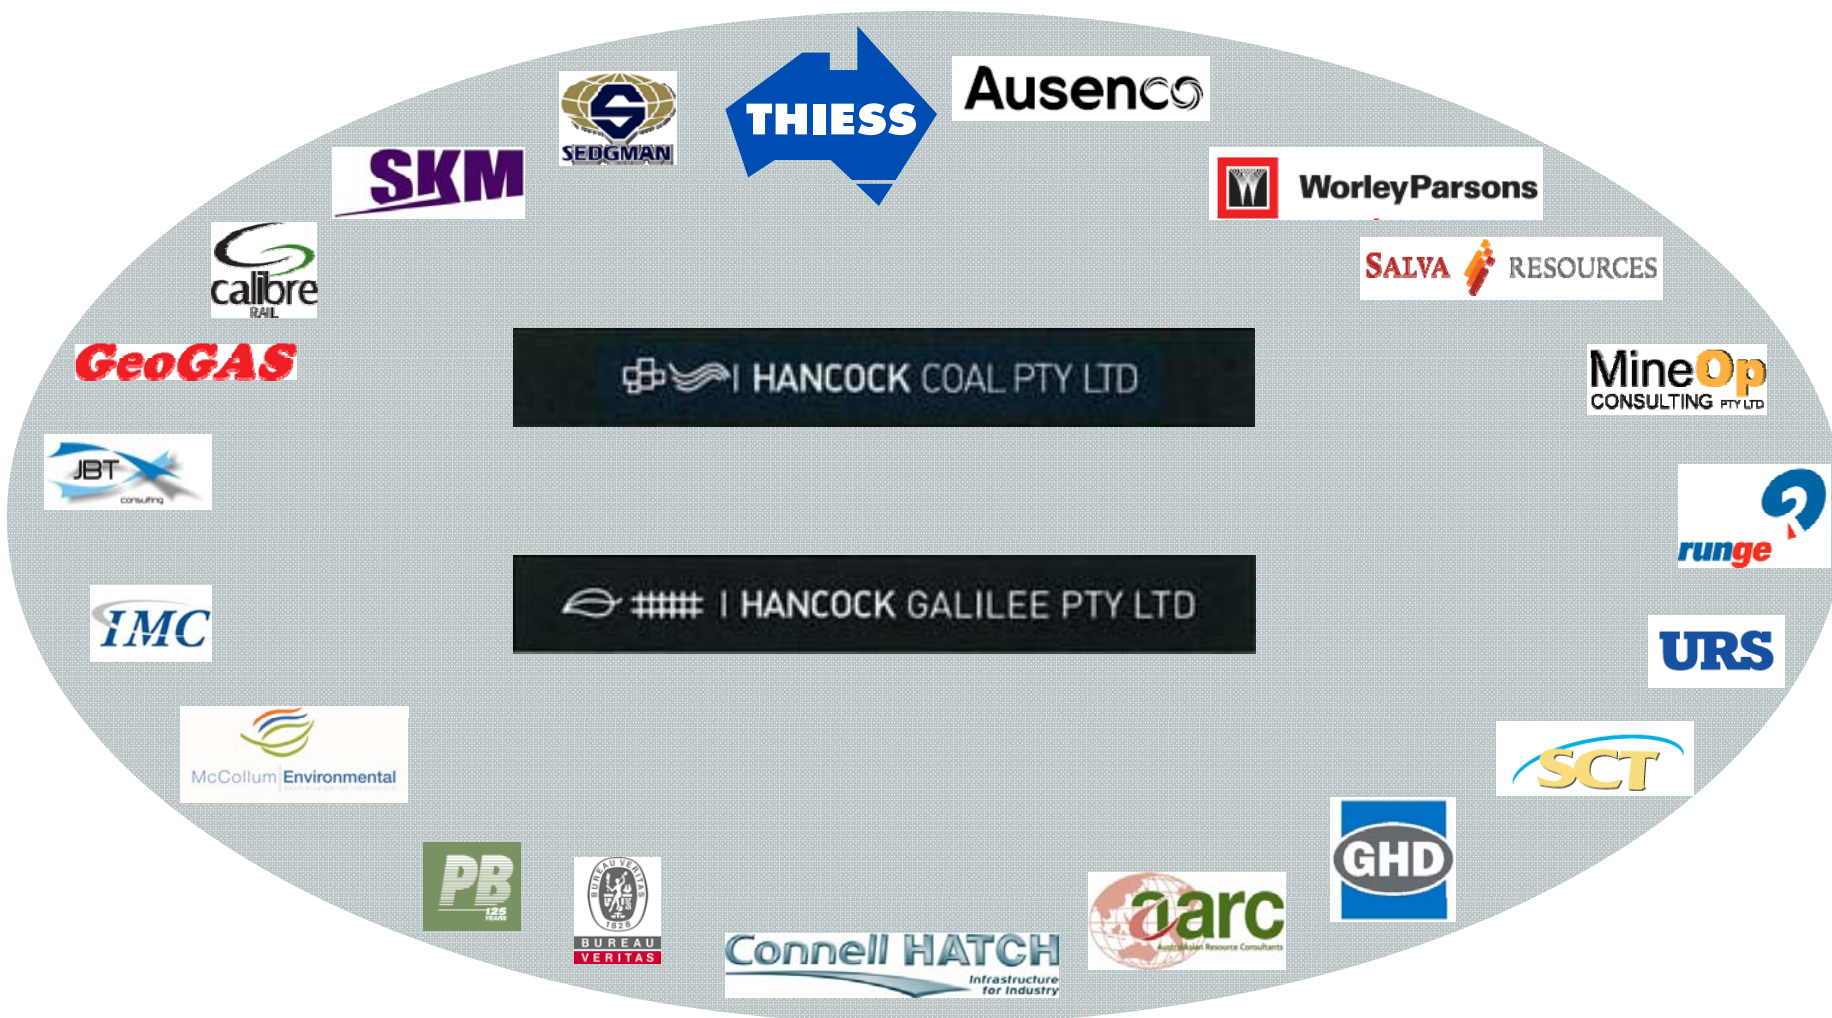 THIESS
Ausenco
SEDGMAN
SKM
WorleyParsons
calibre
RAIL
SALVA RESOURCES
GeoGAS
MineOp
CONSULTING PTY LTD
HANCOCK COAL PTY LTD
JBT
consulting
runge
IMC
HANCOCK GALILEE PTY LTD
URS
McCollum Environmental
SCT
PB
125
YEARS
BUREAU VERITAS
1828
BUREAU
VERITAS
GHD
aarc
AustralAsian Resource Consultants
Connell HATCH
Infrastructure
for Industry